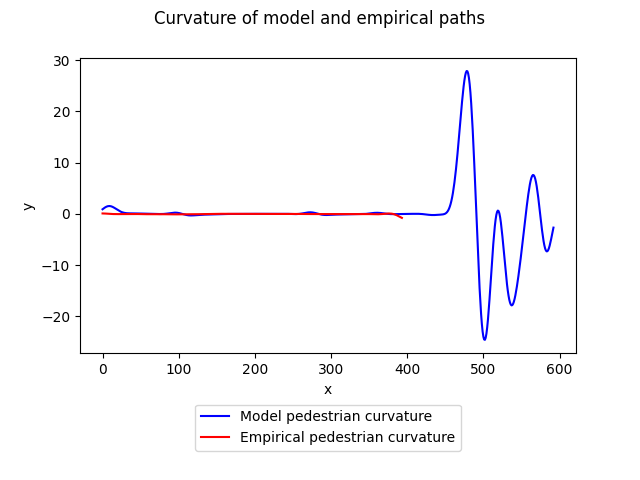 Curvature of model and empirical paths
30
20
10
0
−10
−20
y
0 100 200 300 400 500 600
x
Model pedestrian curvature
Empirical pedestrian curvature